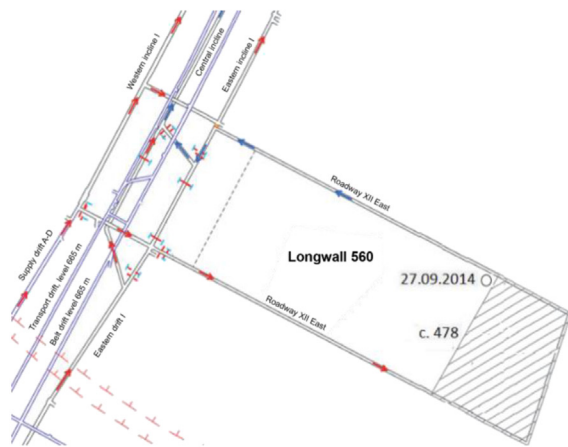 Western incline I
Central incline
Eastern incline I
Roadway XII East
Longwall 560
27.09.2014
c. 478
Roadway XII East
Supply drift A-D
Transport drift, level 665 m
Belt drift level 665 m
Eastern drift I